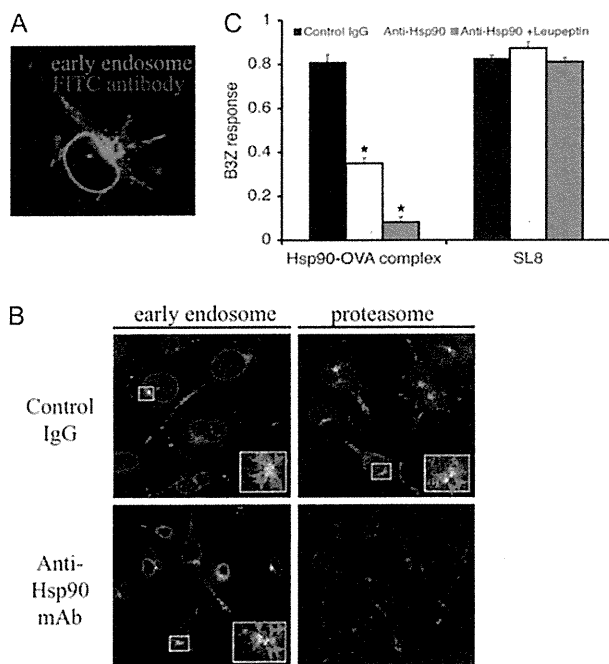 A
early endosome
FITC antibody
C
Control IgG Anti-Hsp90 Anti-Hsp90 +Leupeptin
B3Z response
1
0.8
0.6
0.4
0.2
0
Hsp90-OVA complex SL8
B
early endosome proteasome
Control
IgG
Anti-
Hsp90
mAb